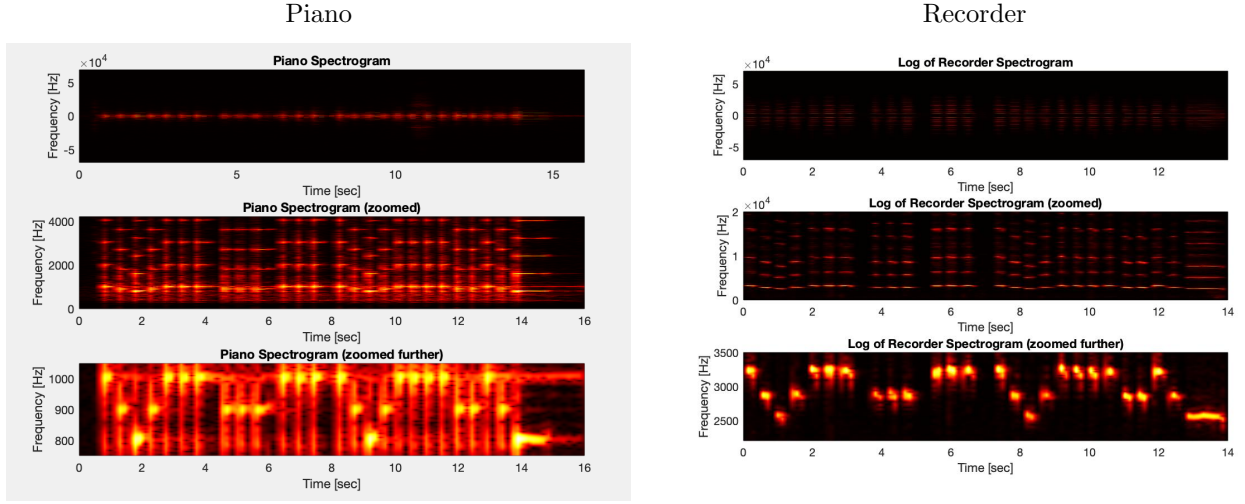 Piano
Piano Spectrogram
×10⁴
5
0
-5
Frequency [Hz]
0 5 10 15
Time [sec]
Piano Spectrogram (zoomed)
4000
2000
0
Frequency [Hz]
0 2 4 6 8 10 12 14 16
Time [sec]
Piano Spectrogram (zoomed further)
1000
900
800
Frequency [Hz]
0 2 4 6 8 10 12 14 16
Time [sec]
Recorder
Log of Recorder Spectrogram
×10⁴
5
0
-5
Frequency [Hz]
0 2 4 6 8 10 12
Time [sec]
Log of Recorder Spectrogram (zoomed)
×10⁴
2
1
0
Frequency [Hz]
0 2 4 6 8 10 12 14
Time [sec]
Log of Recorder Spectrogram (zoomed further)
3500
3000
2500
Frequency [Hz]
0 2 4 6 8 10 12 14
Time [sec]